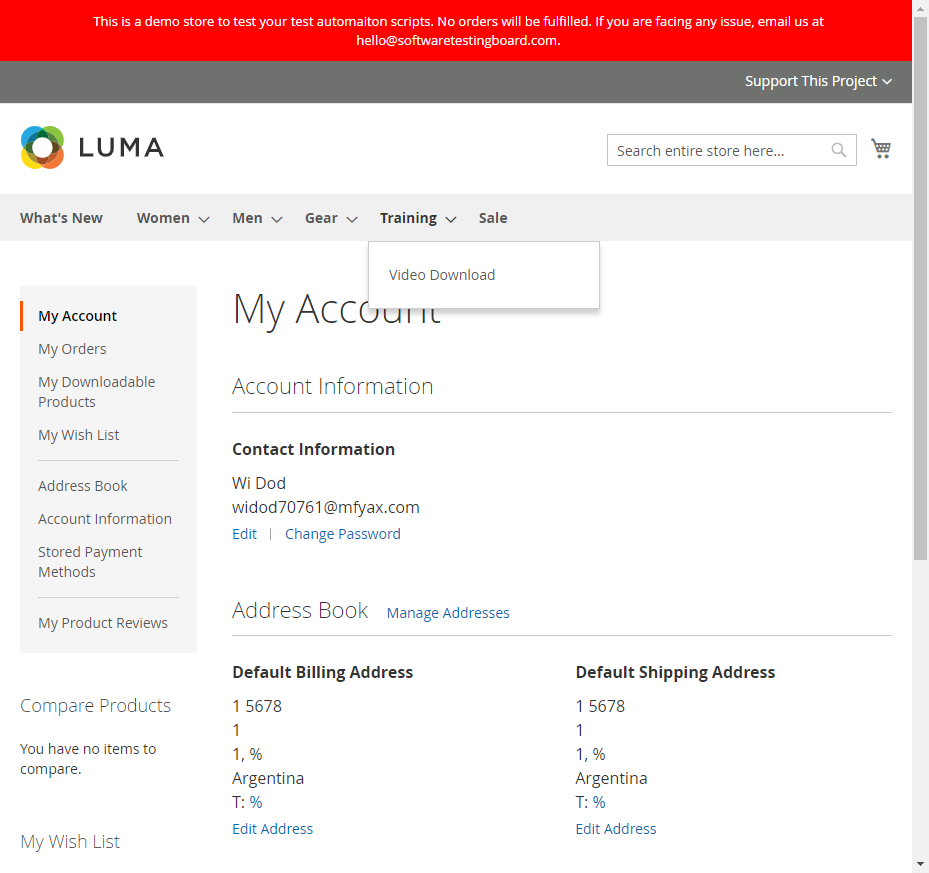 This is a demo store to test your test automaiton scripts. No orders will be fulfilled. If you are facing any issue, email us at
hello@softwaretestingboard.com.
Support This Project
LUMA
Search entire store here...
What's New Women Men Gear Training Sale
Video Download
My Account
My Account
My Orders
My Downloadable
Products
My Wish List
Address Book
Account Information
Stored Payment
Methods
My Product Reviews
Compare Products
You have no items to
compare.
My Wish List
Account Information
Contact Information
Wi Dod
widod70761@mfyax.com
Edit | Change Password
Address Book Manage Addresses
Default Billing Address
1 5678
1
1, %
Argentina
T: %
Edit Address
Default Shipping Address
1 5678
1
1, %
Argentina
T: %
Edit Address